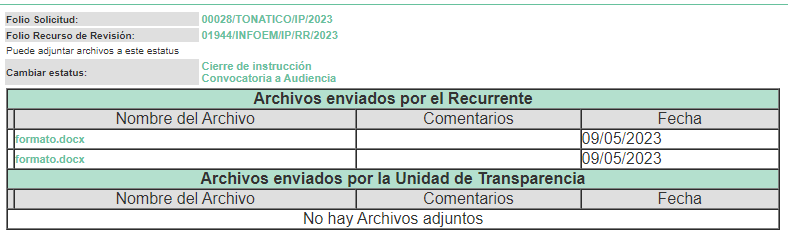 Folio Solicitud: 00028/TONATICO/IP/2023
Folio Recurso de Revisión: 01944/INFOEM/IP/RR/2023
Puede adjuntar archivos a este estatus
Cambiar estatus: Cierre de instrucción
Convocatoria a Audiencia
Archivos enviados por el Recurrente
Nombre del Archivo Comentarios Fecha
formato.docx 09/05/2023
formato.docx 09/05/2023
Archivos enviados por la Unidad de Transparencia
Nombre del Archivo Comentarios Fecha
No hay Archivos adjuntos